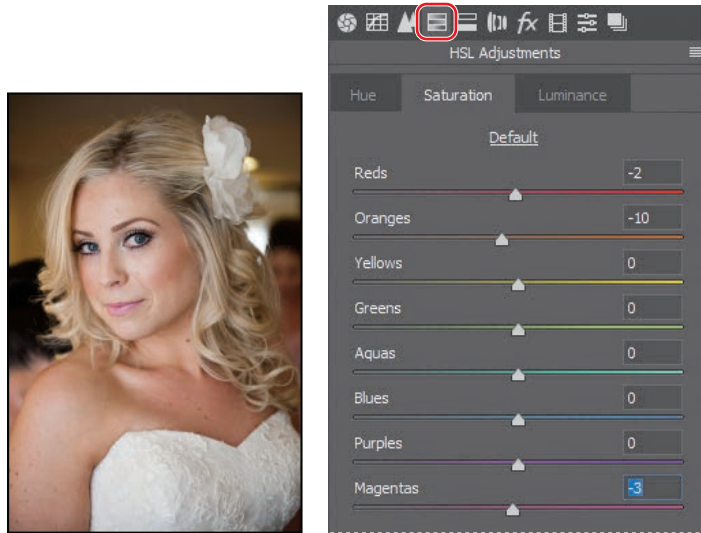 fx
HSL Adjustments
Hue Saturation Luminance
Default
Reds -2
Oranges -10
Yellows 0
Greens 0
Aquas 0
Blues 0
Purples 0
Magentas -3